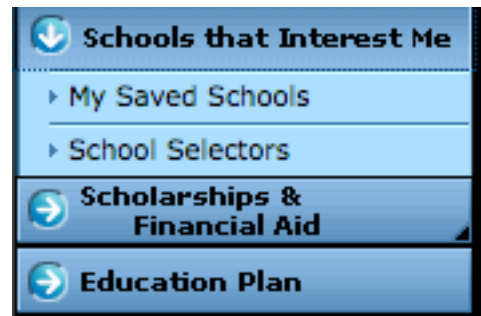 Schools that Interest Me
My Saved Schools
School Selectors
Scholarships &
Financial Aid
Education Plan